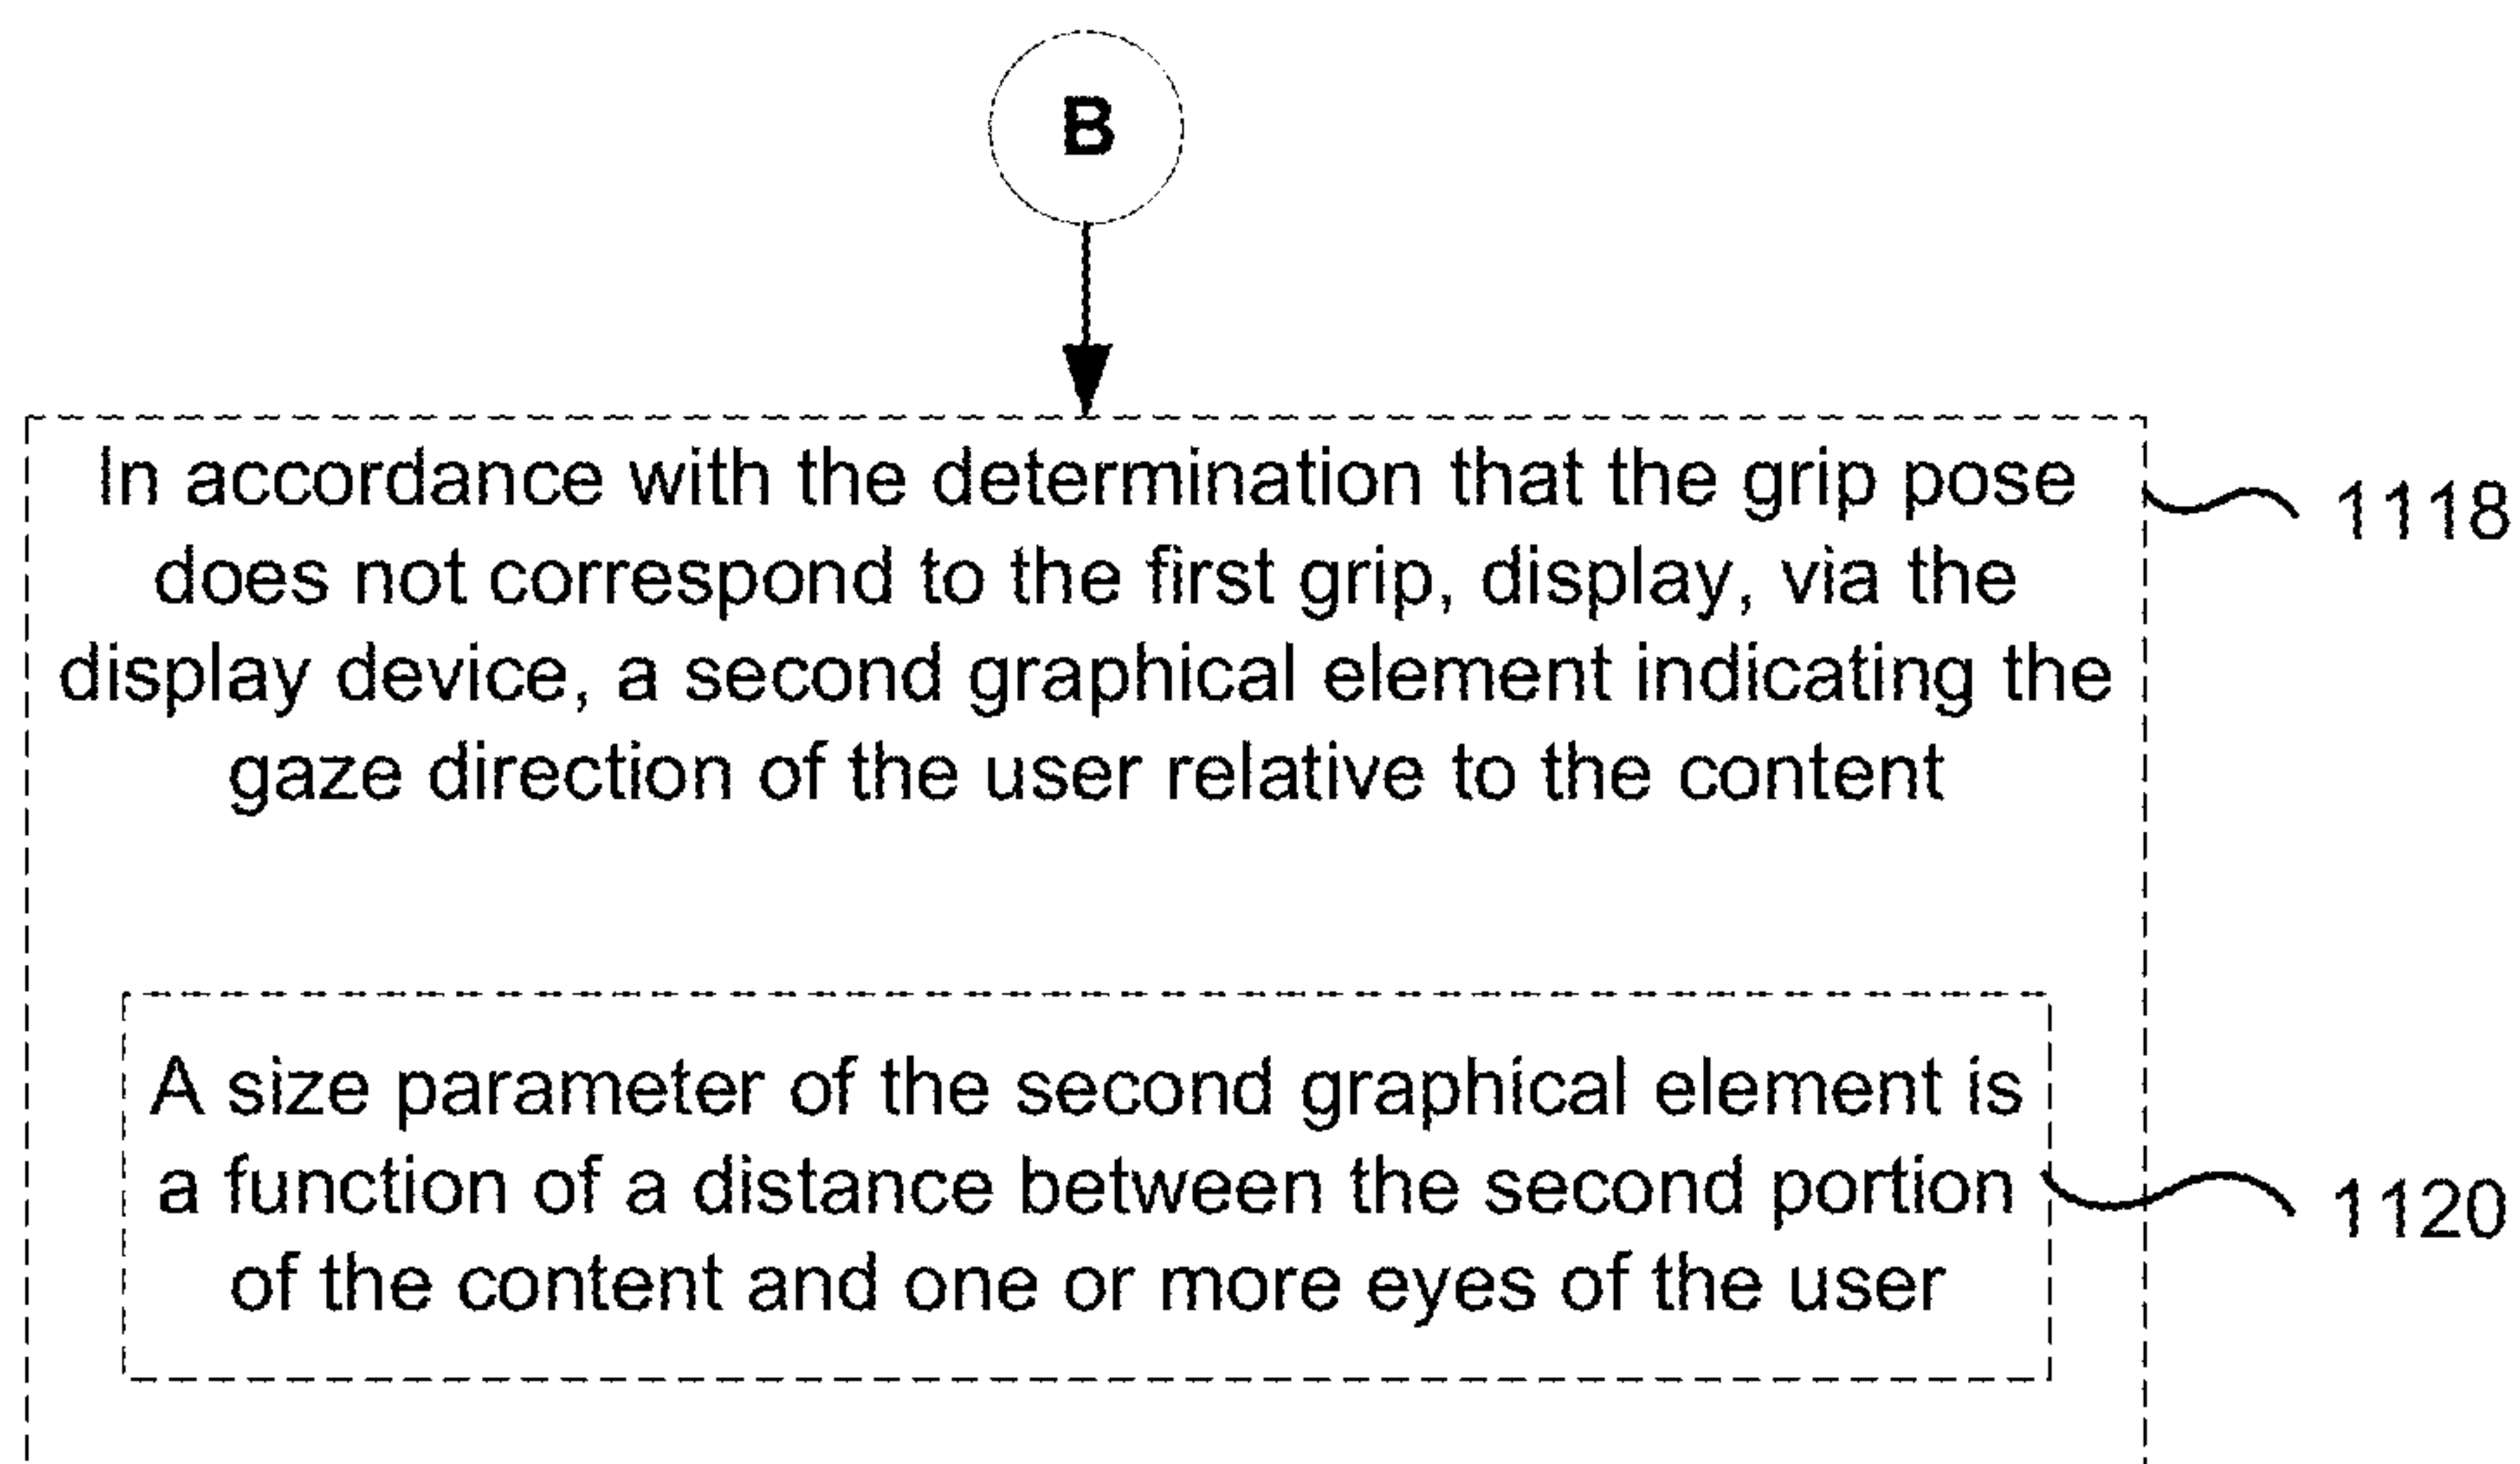 B
In accordance with the determination that the grip pose
1118
does not correspond to the first grip, display, via the
display device, a second graphical element indicating the
gaze direction of the user relative to the content
A size parameter of the second graphical element is
a function of a distance between the second portion
1120
of the content and one or more eyes of the user